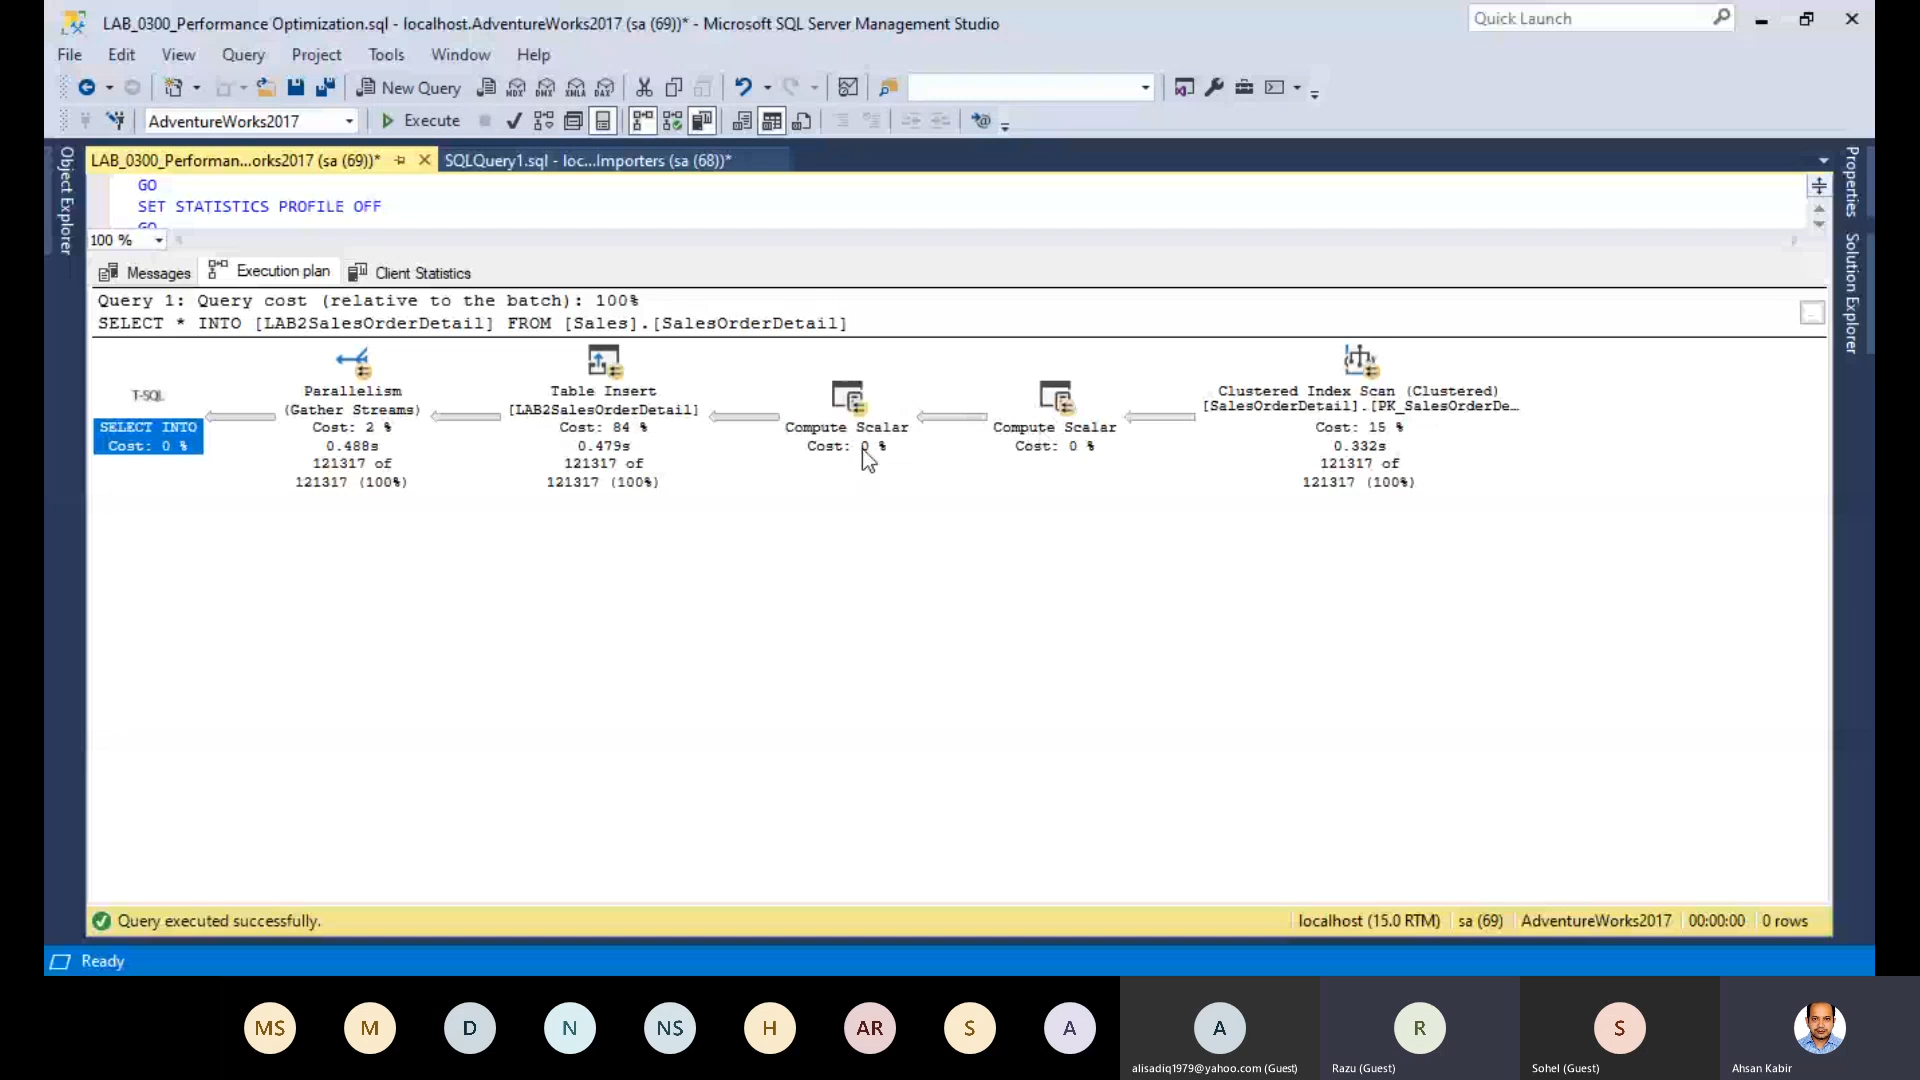 LAB_0300_Performance Optimization.sql - localhost.AdventureWorks2017 (sa (69))* - Microsoft SQL Server Management Studio
Quick Launch
File Edit View Query Project Tools Window Help
New Query
MDX DMX XMLA DAX
AdventureWorks2017
Execute
LAB_0300_Performan...orks2017 (sa (69))*
SQLQuery1.sql - loc...Importers (sa (68))*
Object Explorer
Properties
Solution Explorer
GO
SET STATISTICS PROFILE OFF
GO
100 %
Messages
Execution plan
Client Statistics
Query 1: Query cost (relative to the batch): 100%
SELECT * INTO [LAB2SalesOrderDetail] FROM [Sales].[SalesOrderDetail]
T-SQL
SELECT INTO
Cost: 0 %
Parallelism
(Gather Streams)
Cost: 2 %
0.488s
121317 of
121317 (100%)
Table Insert
[LAB2SalesOrderDetail]
Cost: 84 %
0.479s
121317 of
121317 (100%)
Compute Scalar
Cost: 0 %
Compute Scalar
Cost: 0 %
Clustered Index Scan (Clustered)
[SalesOrderDetail].[PK_SalesOrderDe…
Cost: 15 %
0.332s
121317 of
121317 (100%)
Query executed successfully.
localhost (15.0 RTM)
sa (69)
AdventureWorks2017
00:00:00
0 rows
Ready
MS
M
D
N
NS
H
AR
S
A
A
R
S
alisadiq1979@yahoo.com (Guest)
Razu (Guest)
Sohel (Guest)
Ahsan Kabir